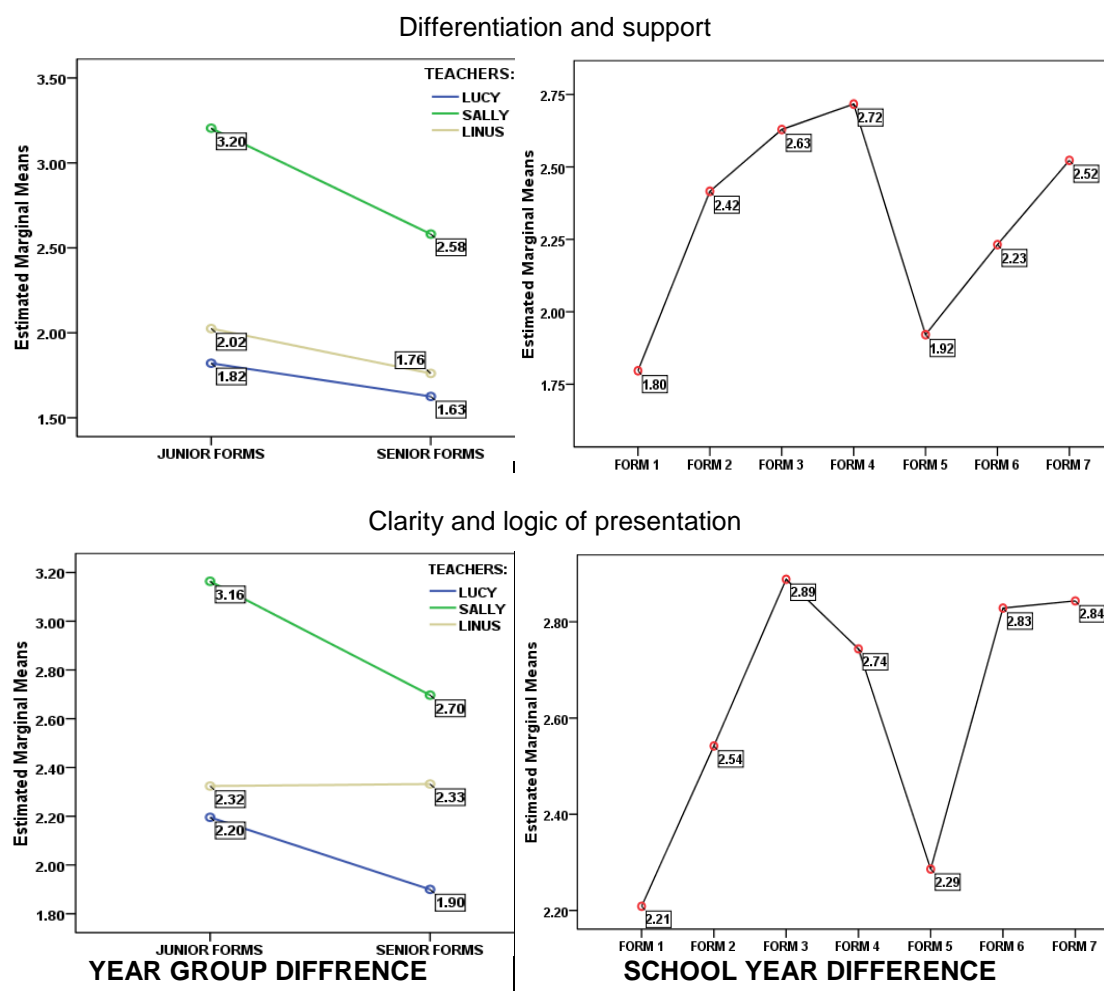 Differentiation and support
Estimated Marginal Means
3.50
3.00
2.50
2.00
1.50
TEACHERS:
LUCY
SALLY
LINUS
3.20
2.58
2.02
1.76
1.82
1.63
JUNIOR FORMS
SENIOR FORMS
Estimated Marginal Means
2.75
2.50
2.25
2.00
1.75
1.80
2.42
2.63
2.72
1.92
2.23
2.52
FORM 1
FORM 2
FORM 3
FORM 4
FORM 5
FORM 6
FORM 7
Clarity and logic of presentation
Estimated Marginal Means
3.20
3.00
2.80
2.60
2.40
2.20
2.00
1.80
TEACHERS:
LUCY
SALLY
LINUS
3.16
2.70
2.32
2.33
2.20
1.90
JUNIOR FORMS
SENIOR FORMS
YEAR GROUP DIFFRENCE
Estimated Marginal Means
2.80
2.60
2.40
2.20
2.21
2.54
2.89
2.74
2.29
2.83
2.84
FORM 1
FORM 2
FORM 3
FORM 4
FORM 5
FORM 6
FORM 7
SCHOOL YEAR DIFFERENCE